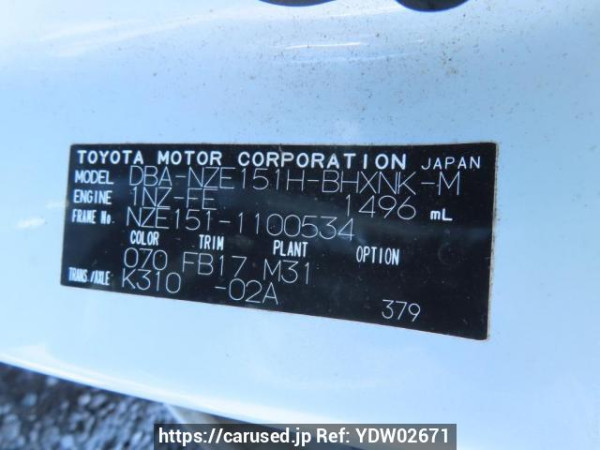 TOYOTA MOTOR CORPORATION JAPAN
MODEL DBA-NZE151H-BHXNK-M
ENGINE 1NZ-FE 1496 mL
FRAME No. NZE151-1100534
COLOR TRIM PLANT OPTION
070 FB17 M31
TRANS./AXLE K310 -02A
379
https://carused.jp Ref: YDW02671